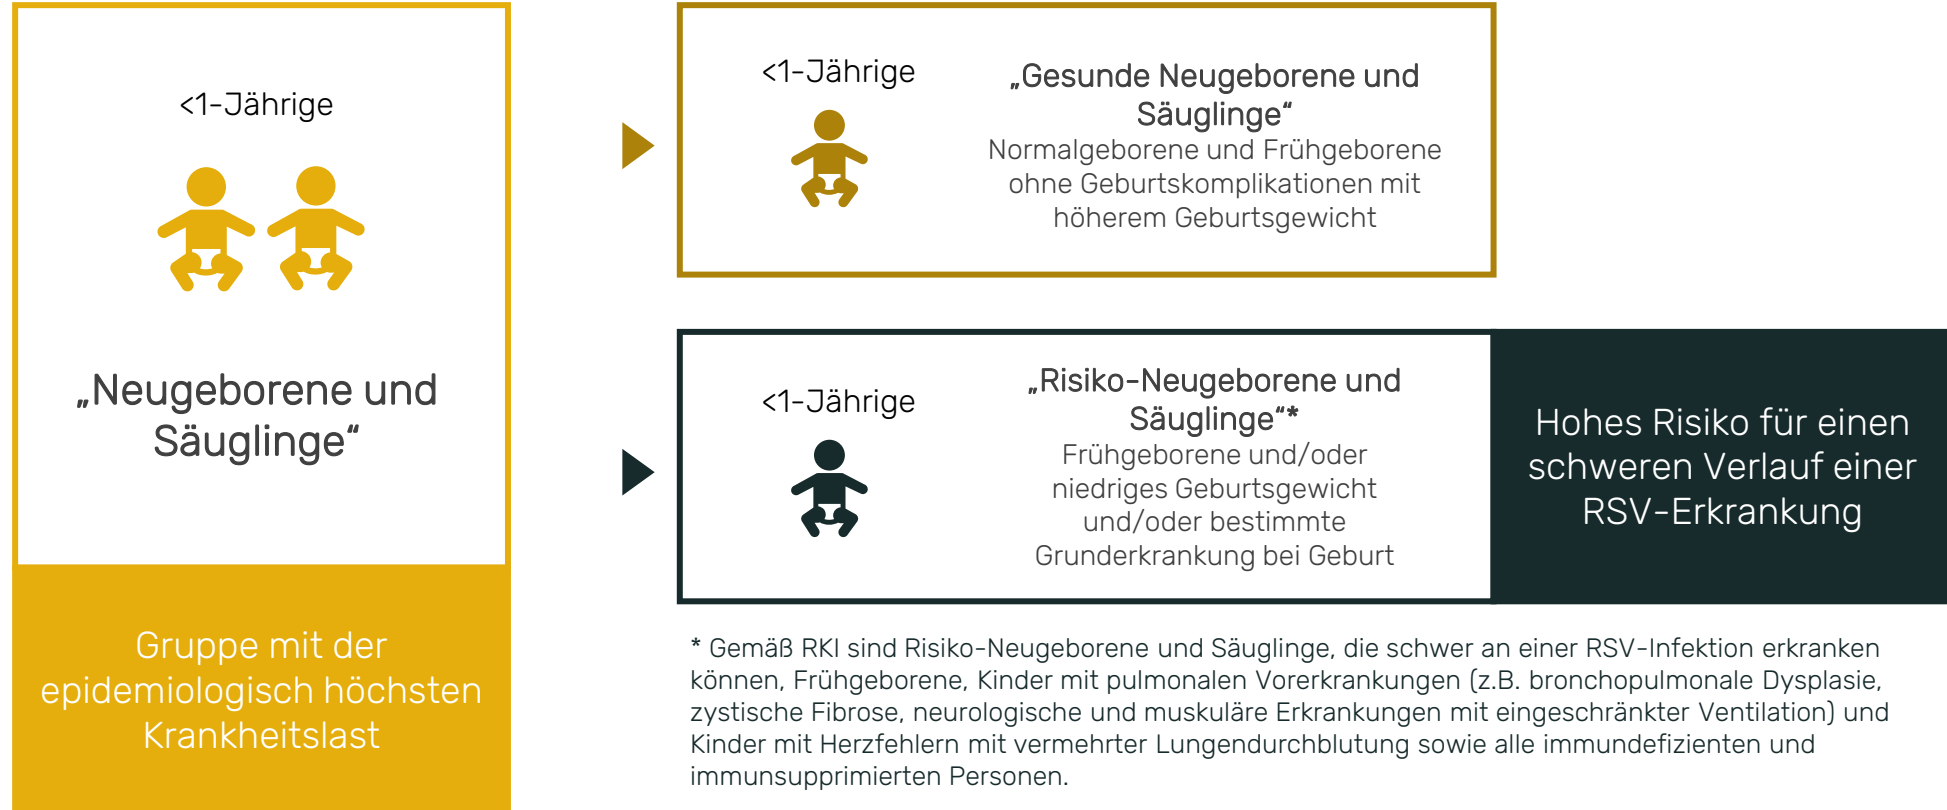 <1-Jährige
„Neugeborene und
Säuglinge“
Gruppe mit der
epidemiologisch höchsten
Krankheitslast
<1-Jährige
„Gesunde Neugeborene und
Säuglinge“
Normalgeborene und Frühgeborene
ohne Geburtskomplikationen mit
höherem Geburtsgewicht
<1-Jährige
„Risiko-Neugeborene und
Säuglinge“*
Frühgeborene und/oder
niedriges Geburtsgewicht
und/oder bestimmte
Grunderkrankung bei Geburt
Hohes Risiko für einen
schweren Verlauf einer
RSV-Erkrankung
* Gemäß RKI sind Risiko-Neugeborene und Säuglinge, die schwer an einer RSV-Infektion erkranken
können, Frühgeborene, Kinder mit pulmonalen Vorerkrankungen (z.B. bronchopulmonale Dysplasie,
zystische Fibrose, neurologische und muskuläre Erkrankungen mit eingeschränkter Ventilation) und
Kinder mit Herzfehlern mit vermehrter Lungendurchblutung sowie alle immundefizienten und
immunsupprimierten Personen.